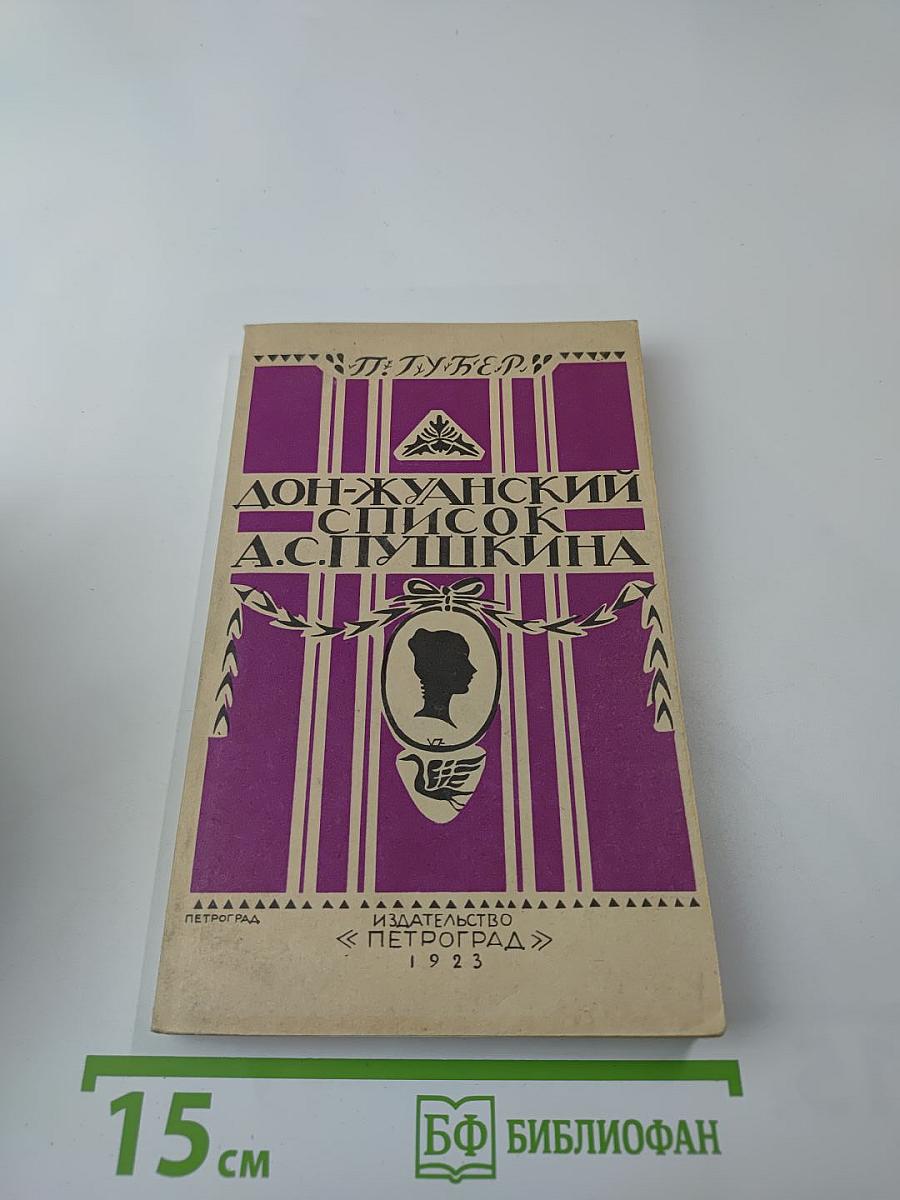 П. ГУБЕР
ДОН-ЖУАНСКИЙ
СПИСОК
А.С.ПУШКИНА
ПЕТРОГРАД
ИЗДАТЕЛЬСТВО
«ПЕТРОГРАД»
1923
15 см
БФ БИБЛИОФАН